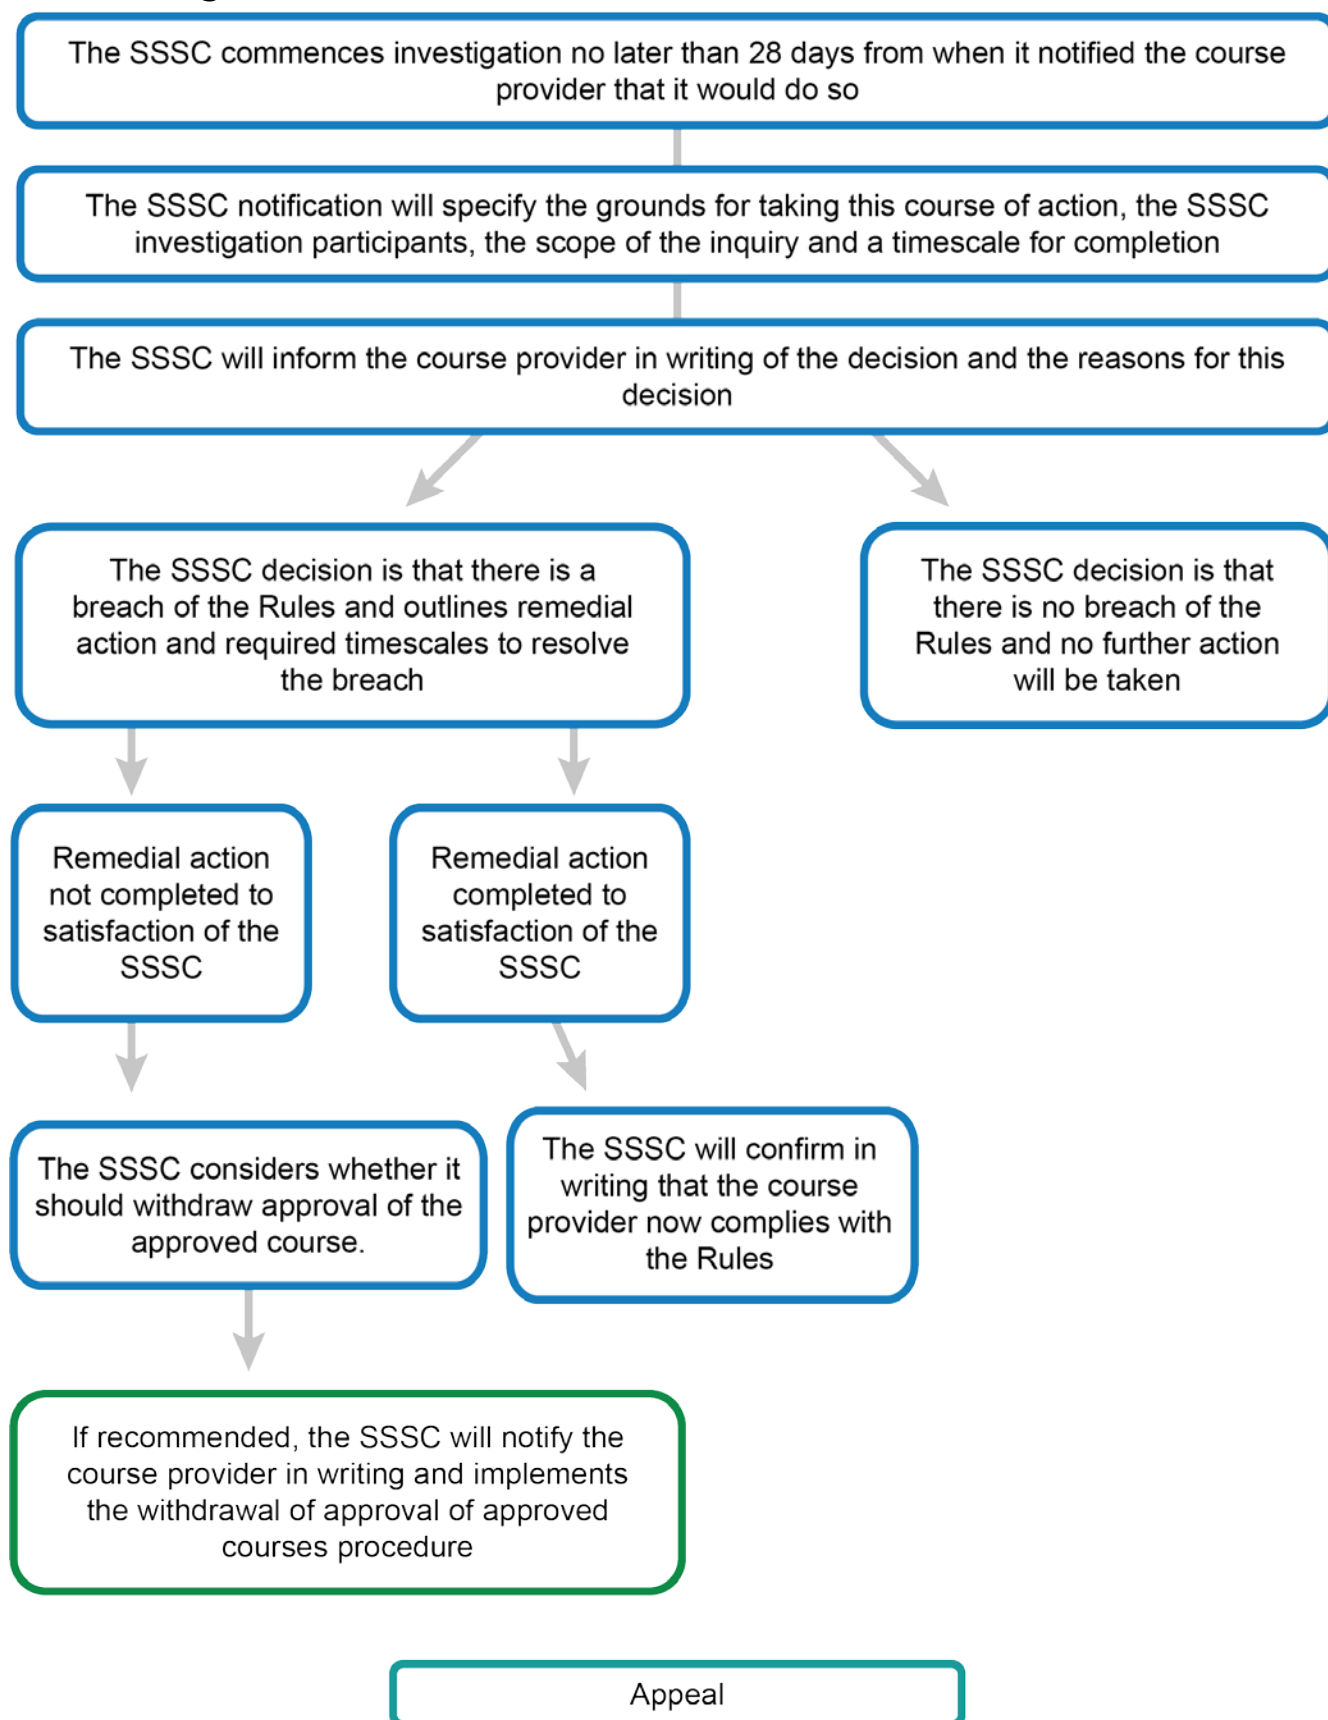 The SSSC commences investigation no later than 28 days from when it notified the course
provider that it would do so
The SSSC notification will specify the grounds for taking this course of action, the SSSC
investigation participants, the scope of the inquiry and a timescale for completion
The SSSC will inform the course provider in writing of the decision and the reasons for this
decision
The SSSC decision is that there is a
breach of the Rules and outlines remedial
action and required timescales to resolve
the breach
The SSSC decision is that
there is no breach of the
Rules and no further action
will be taken
Remedial action
not completed to
satisfaction of the
SSSC
Remedial action
completed to
satisfaction of the
SSSC
The SSSC considers whether it
should withdraw approval of the
approved course.
The SSSC will confirm in
writing that the course
provider now complies with
the Rules
If recommended, the SSSC will notify the
course provider in writing and implements
the withdrawal of approval of approved
courses procedure
Appeal